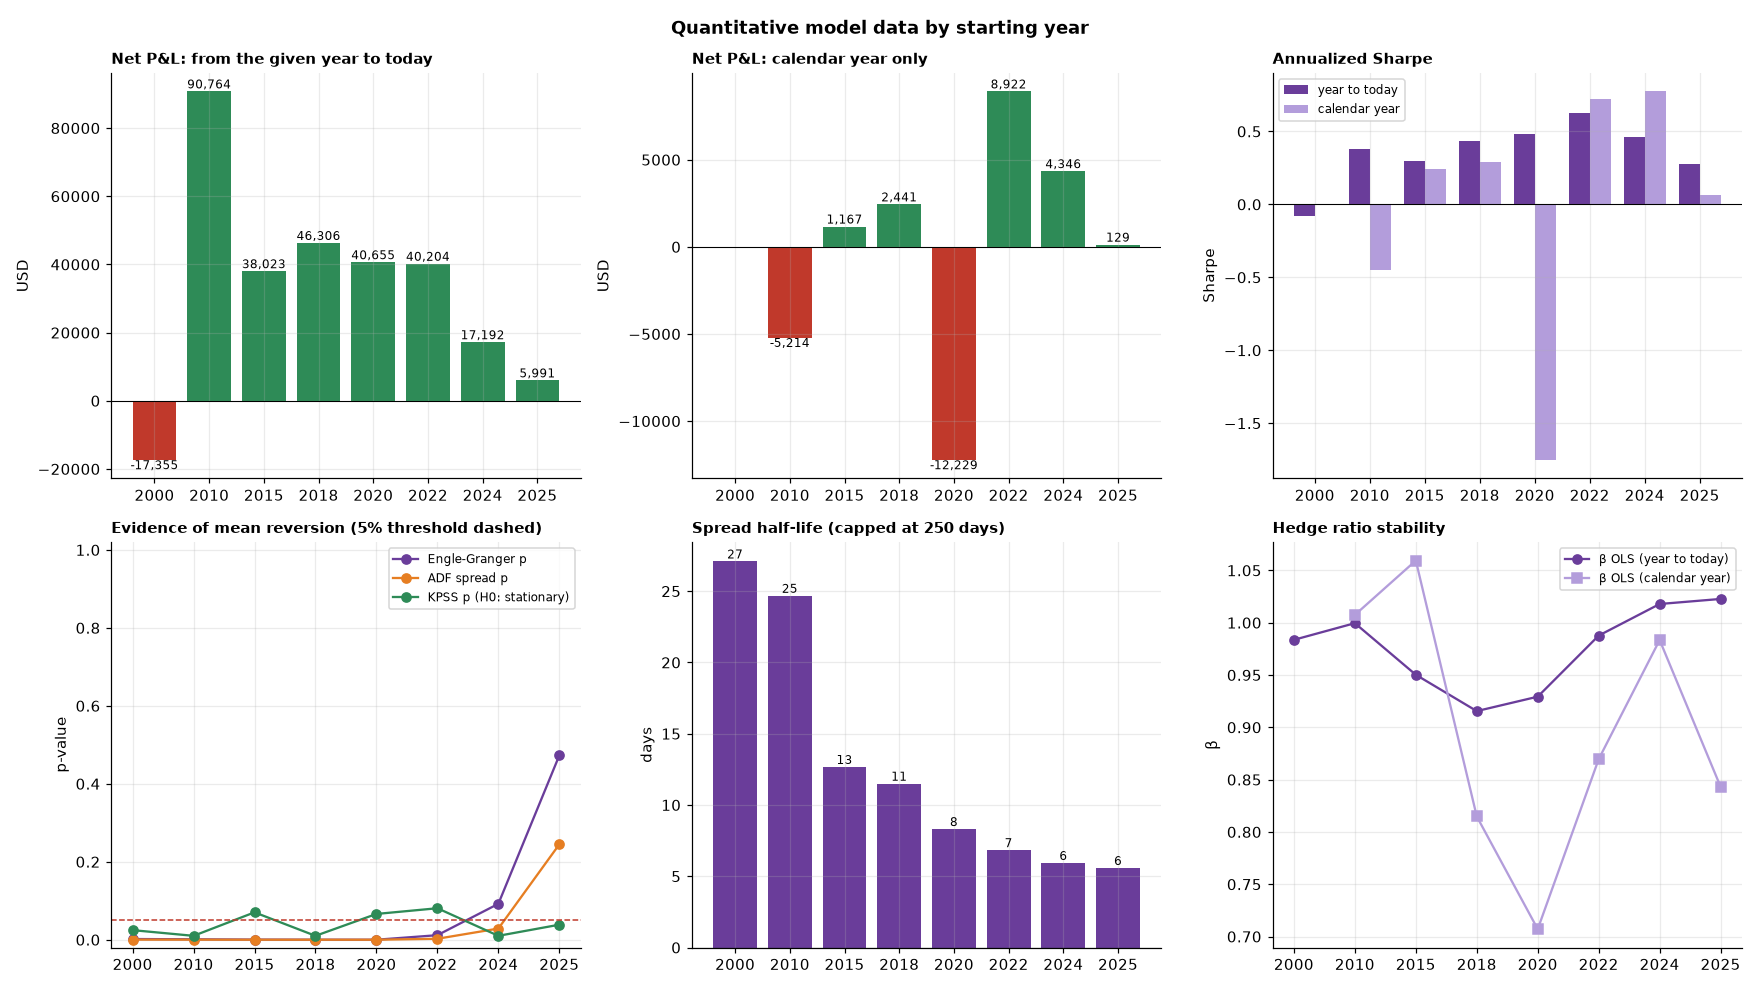 Quantitative model data by starting year
Net P&L: from the given year to today
USD
80000
60000
40000
20000
0
−20000
-17,355
90,764
38,023
46,306
40,655
40,204
17,192
5,991
2000 2010 2015 2018 2020 2022 2024 2025
Net P&L: calendar year only
USD
5000
0
−5000
−10000
-5,214
1,167
2,441
-12,229
8,922
4,346
129
2000 2010 2015 2018 2020 2022 2024 2025
Annualized Sharpe
year to today
calendar year
Sharpe
0.5
0.0
−0.5
−1.0
−1.5
2000 2010 2015 2018 2020 2022 2024 2025
Evidence of mean reversion (5% threshold dashed)
Engle-Granger p
ADF spread p
KPSS p (H0: stationary)
p-value
1.0
0.8
0.6
0.4
0.2
0.0
2000 2010 2015 2018 2020 2022 2024 2025
Spread half-life (capped at 250 days)
days
25
20
15
10
5
0
27
25
13
11
8
7
6
6
2000 2010 2015 2018 2020 2022 2024 2025
Hedge ratio stability
β OLS (year to today)
β OLS (calendar year)
β
1.05
1.00
0.95
0.90
0.85
0.80
0.75
0.70
2000 2010 2015 2018 2020 2022 2024 2025